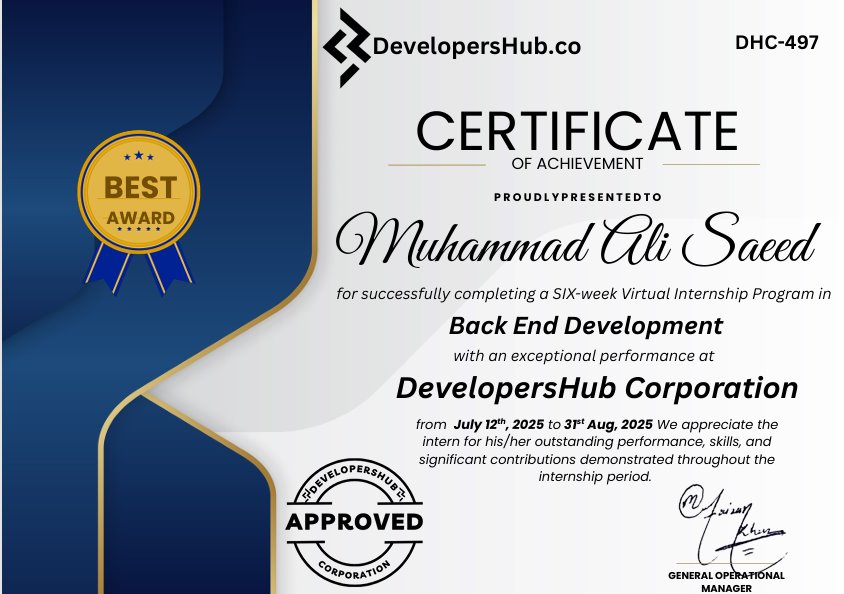 DevelopersHub.co
DHC-497
CERTIFICATE
OF ACHIEVEMENT
PROUDLYPRESENTEDTO
Muhammad Ali Saeed
for successfully completing a SIX-week Virtual Internship Program in
Back End Development
with an exceptional performance at
DevelopersHub Corporation
from July 12th, 2025 to 31st Aug, 2025 We appreciate the
intern for his/her outstanding performance, skills, and
significant contributions demonstrated throughout the
internship period.
BEST
AWARD
DEVELOPERSHUB
APPROVED
CORPORATION
Khan
GENERAL OPERATIONAL
MANAGER